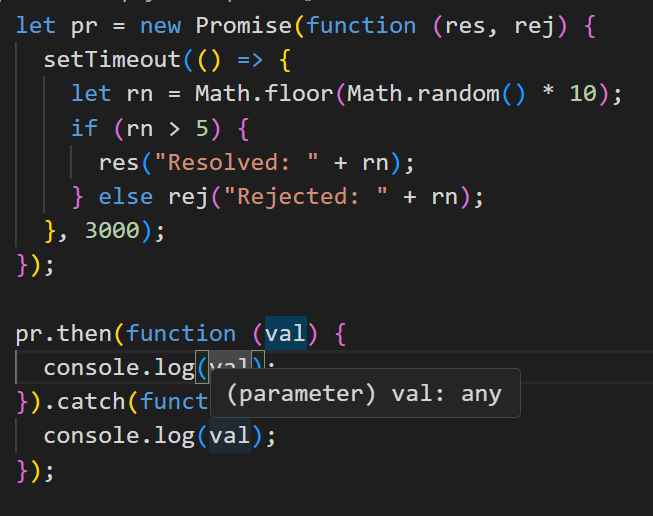 let pr = new Promise(function (res, rej) {
  setTimeout(() => {
    let rn = Math.floor(Math.random() * 10);
    if (rn > 5) {
      res("Resolved: " + rn);
    } else rej("Rejected: " + rn);
  }, 3000);
});

pr.then(function (val) {
  console.log(val);
}).catch(funct
(parameter) val: any
  console.log(val);
});